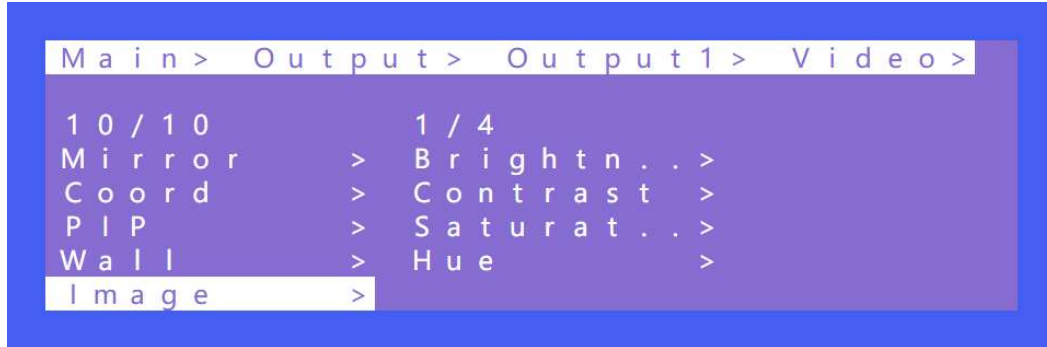 Main> Output> Output1> Video>
10/10 1/4
Mirror > Brightn..>
Coord > Contrast >
PIP > Saturat..>
Wall > Hue >
Image >